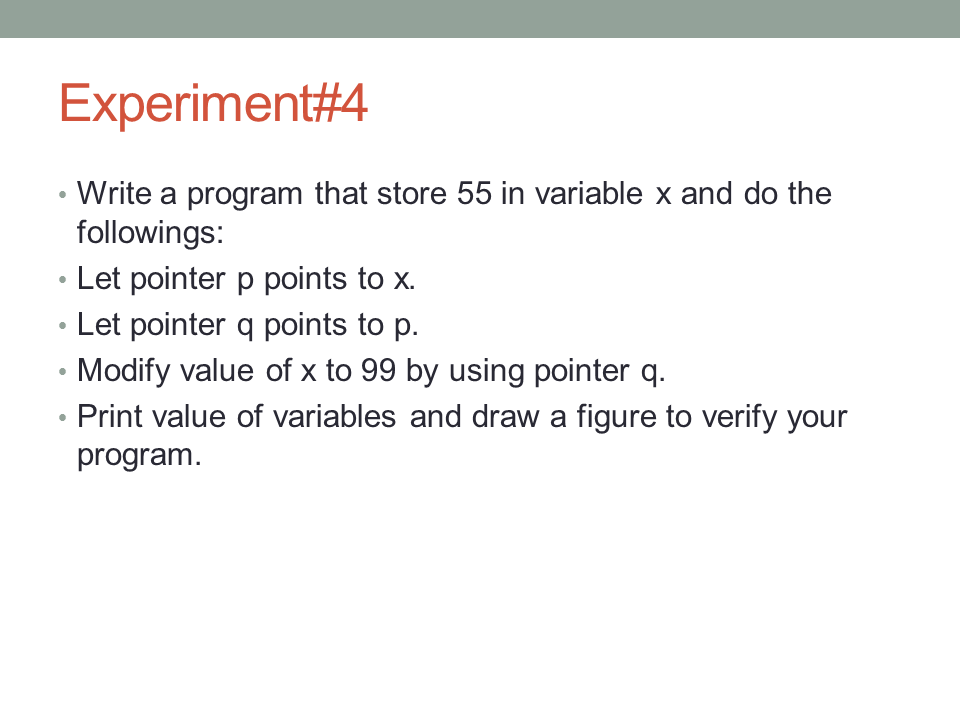 Experiment#4
• Write a program that store 55 in variable x and do the
followings:
• Let pointer p points to x.
• Let pointer q points to p.
• Modify value of x to 99 by using pointer q.
• Print value of variables and draw a figure to verify your
program.